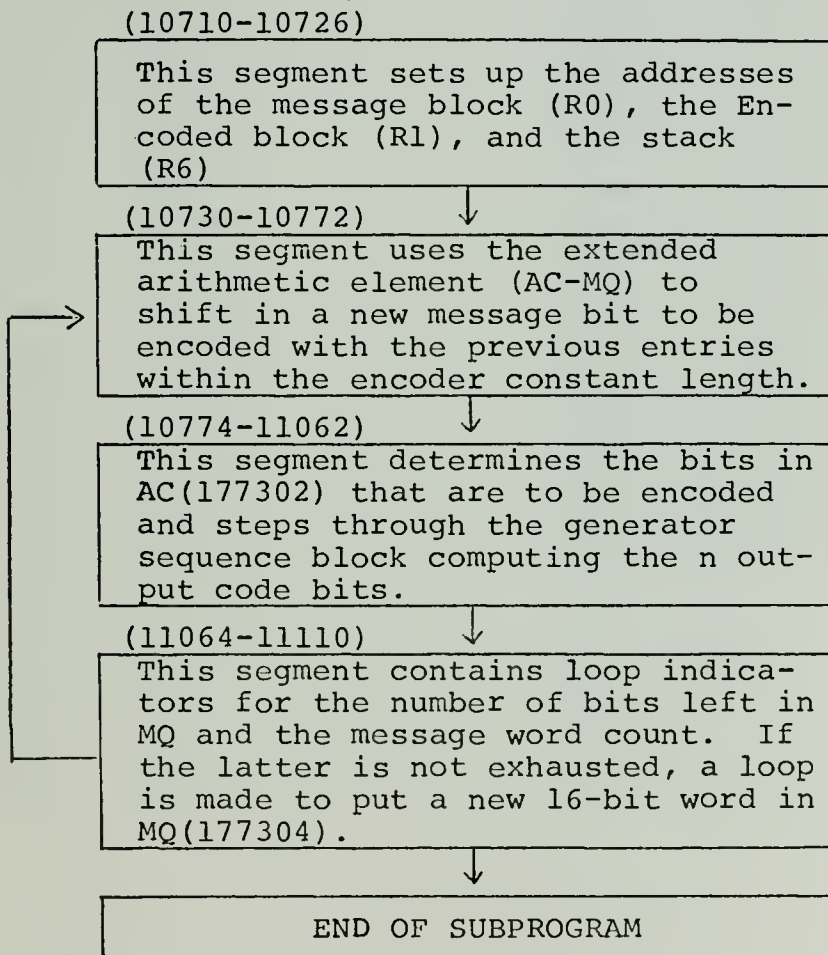 (10710-10726)
This segment sets up the addresses
of the message block (R0), the En-
coded block (R1), and the stack
(R6)
(10730-10772)
This segment uses the extended
arithmetic element (AC-MQ) to
shift in a new message bit to be
encoded with the previous entries
within the encoder constant length.
(10774-11062)
This segment determines the bits in
AC(177302) that are to be encoded
and steps through the generator
sequence block computing the n out-
put code bits.
(11064-11110)
This segment contains loop indica-
tors for the number of bits left in
MQ and the message word count. If
the latter is not exhausted, a loop
is made to put a new 16-bit word in
MQ(177304).
END OF SUBPROGRAM